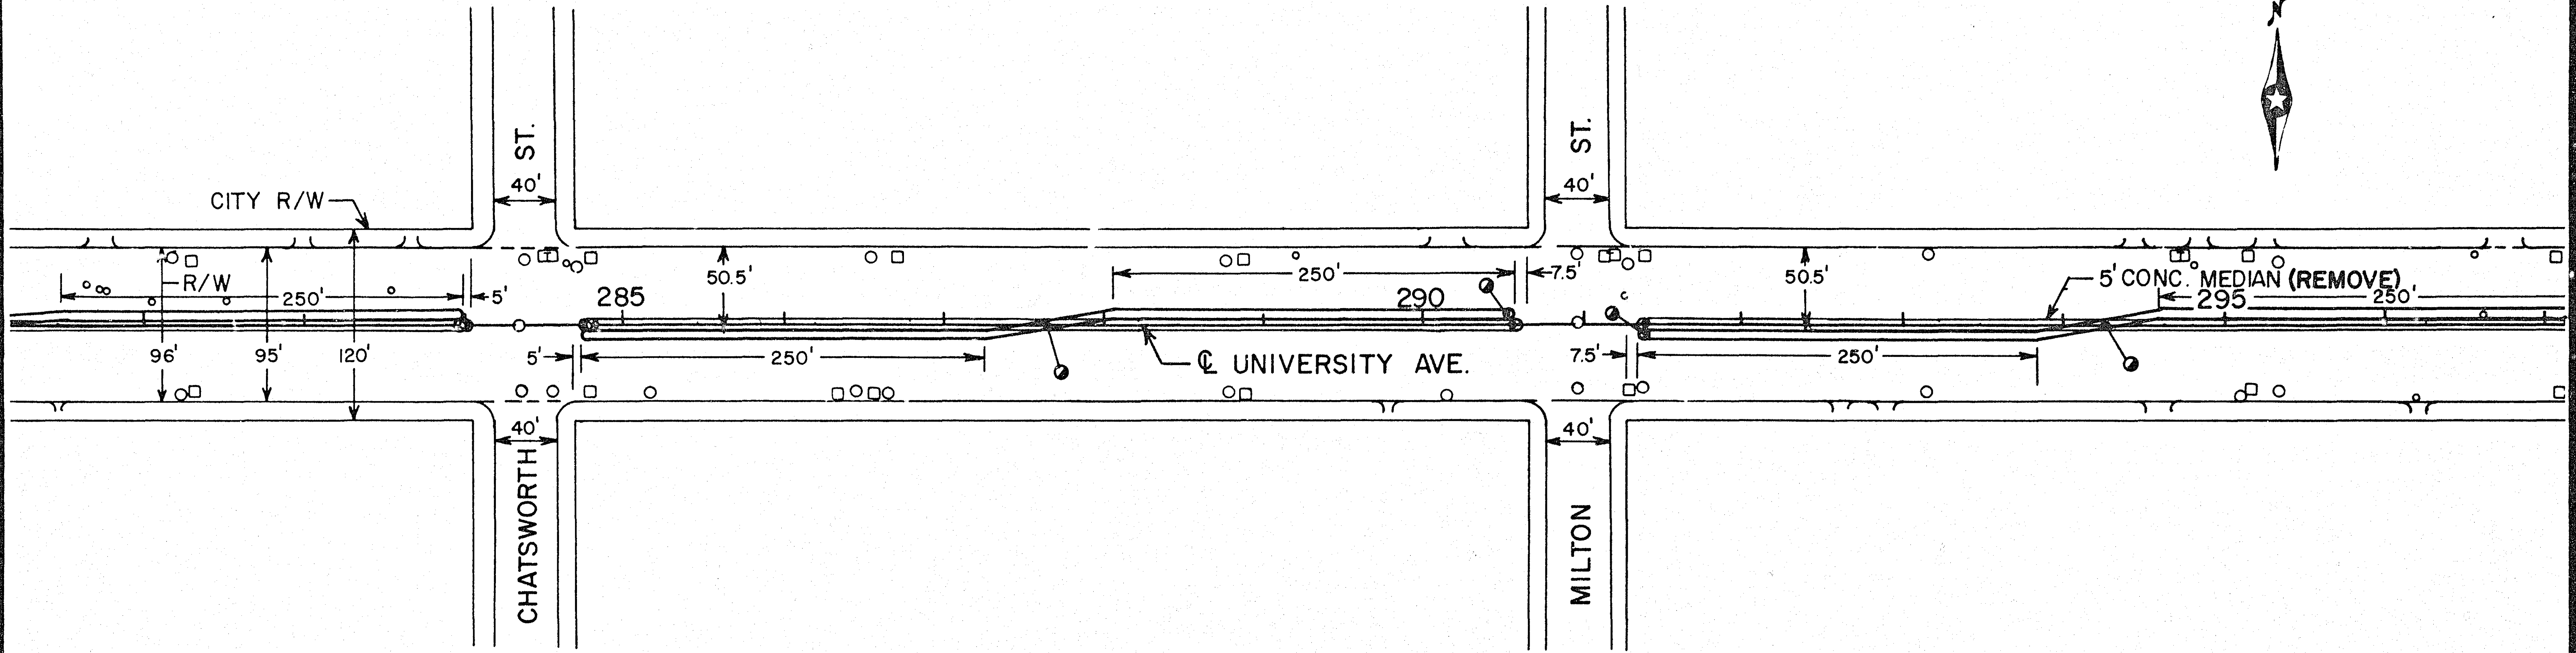 N
ST.
ST.
40'
40'
CITY R/W
50.5'
250'
7.5'
50.5'
5' CONC. MEDIAN (REMOVE)
R/W
250'
5'
285
290
295
250'
C
96'
95'
120'
5'
250'
℄ UNIVERSITY AVE.
7.5'
250'
40'
40'
CHATSWORTH
MILTON